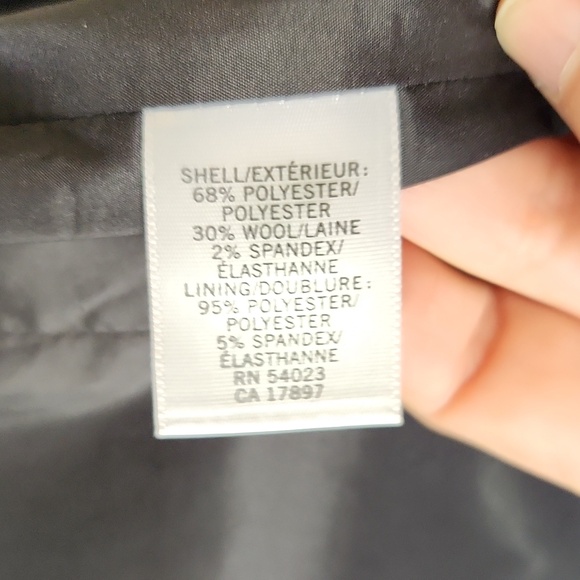 SHELL/EXTÉRIEUR:
68% POLYESTER/
POLYESTER
30% WOOL/LAINE
2% SPANDEX/
ÉLASTHANNE
LINING/DOUBLURE:
95% POLYESTER/
POLYESTER
5% SPANDEX/
ÉLASTHANNE
RN 54023
CA 17897